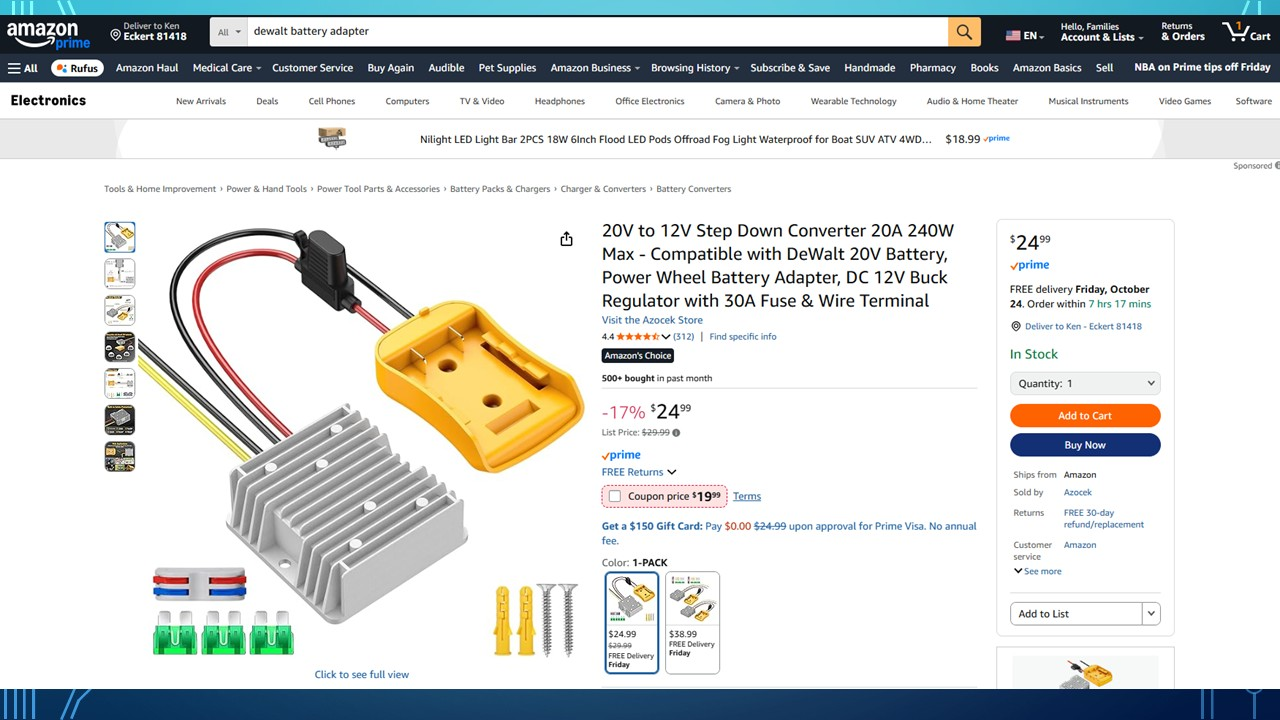 amazon
prime
Deliver to Ken
Eckert 81418
All
dewalt battery adapter
EN
Hello, Families
Account & Lists
Returns
& Orders
1
Cart
All
Rufus
Amazon Haul
Medical Care
Customer Service
Buy Again
Audible
Pet Supplies
Amazon Business
Browsing History
Subscribe & Save
Handmade
Pharmacy
Books
Amazon Basics
Sell
NBA on Prime tips off Friday
Electronics
New Arrivals
Deals
Cell Phones
Computers
TV & Video
Headphones
Office Electronics
Camera & Photo
Wearable Technology
Audio & Home Theater
Musical Instruments
Video Games
Software
Nilight LED Light Bar 2PCS 18W 6Inch Flood LED Pods Offroad Fog Light Waterproof for Boat SUV ATV 4WD…
$18.99 prime
Sponsored
Tools & Home Improvement › Power & Hand Tools › Power Tool Parts & Accessories › Battery Packs & Chargers › Charger & Converters › Battery Converters
20V to 12V Step Down Converter 20A 240W
Max - Compatible with DeWalt 20V Battery,
Power Wheel Battery Adapter, DC 12V Buck
Regulator with 30A Fuse & Wire Terminal
Visit the Azocek Store
4.4 (312) | Find specific info
Amazon's Choice
500+ bought in past month
-17% $24 99
List Price: $29.99
prime
FREE Returns
Coupon price $19 99 Terms
Get a $150 Gift Card: Pay $0.00 $24.99 upon approval for Prime Visa. No annual
fee.
Color: 1-PACK
$24.99
$29.99
FREE Delivery
Friday
$38.99
FREE Delivery
Friday
Click to see full view
$24 99
prime
FREE delivery Friday, October
24. Order within 7 hrs 17 mins
Deliver to Ken - Eckert 81418
In Stock
Quantity: 1
Add to Cart
Buy Now
Ships from Amazon
Sold by Azocek
Returns FREE 30-day
refund/replacement
Customer Amazon
service
See more
Add to List